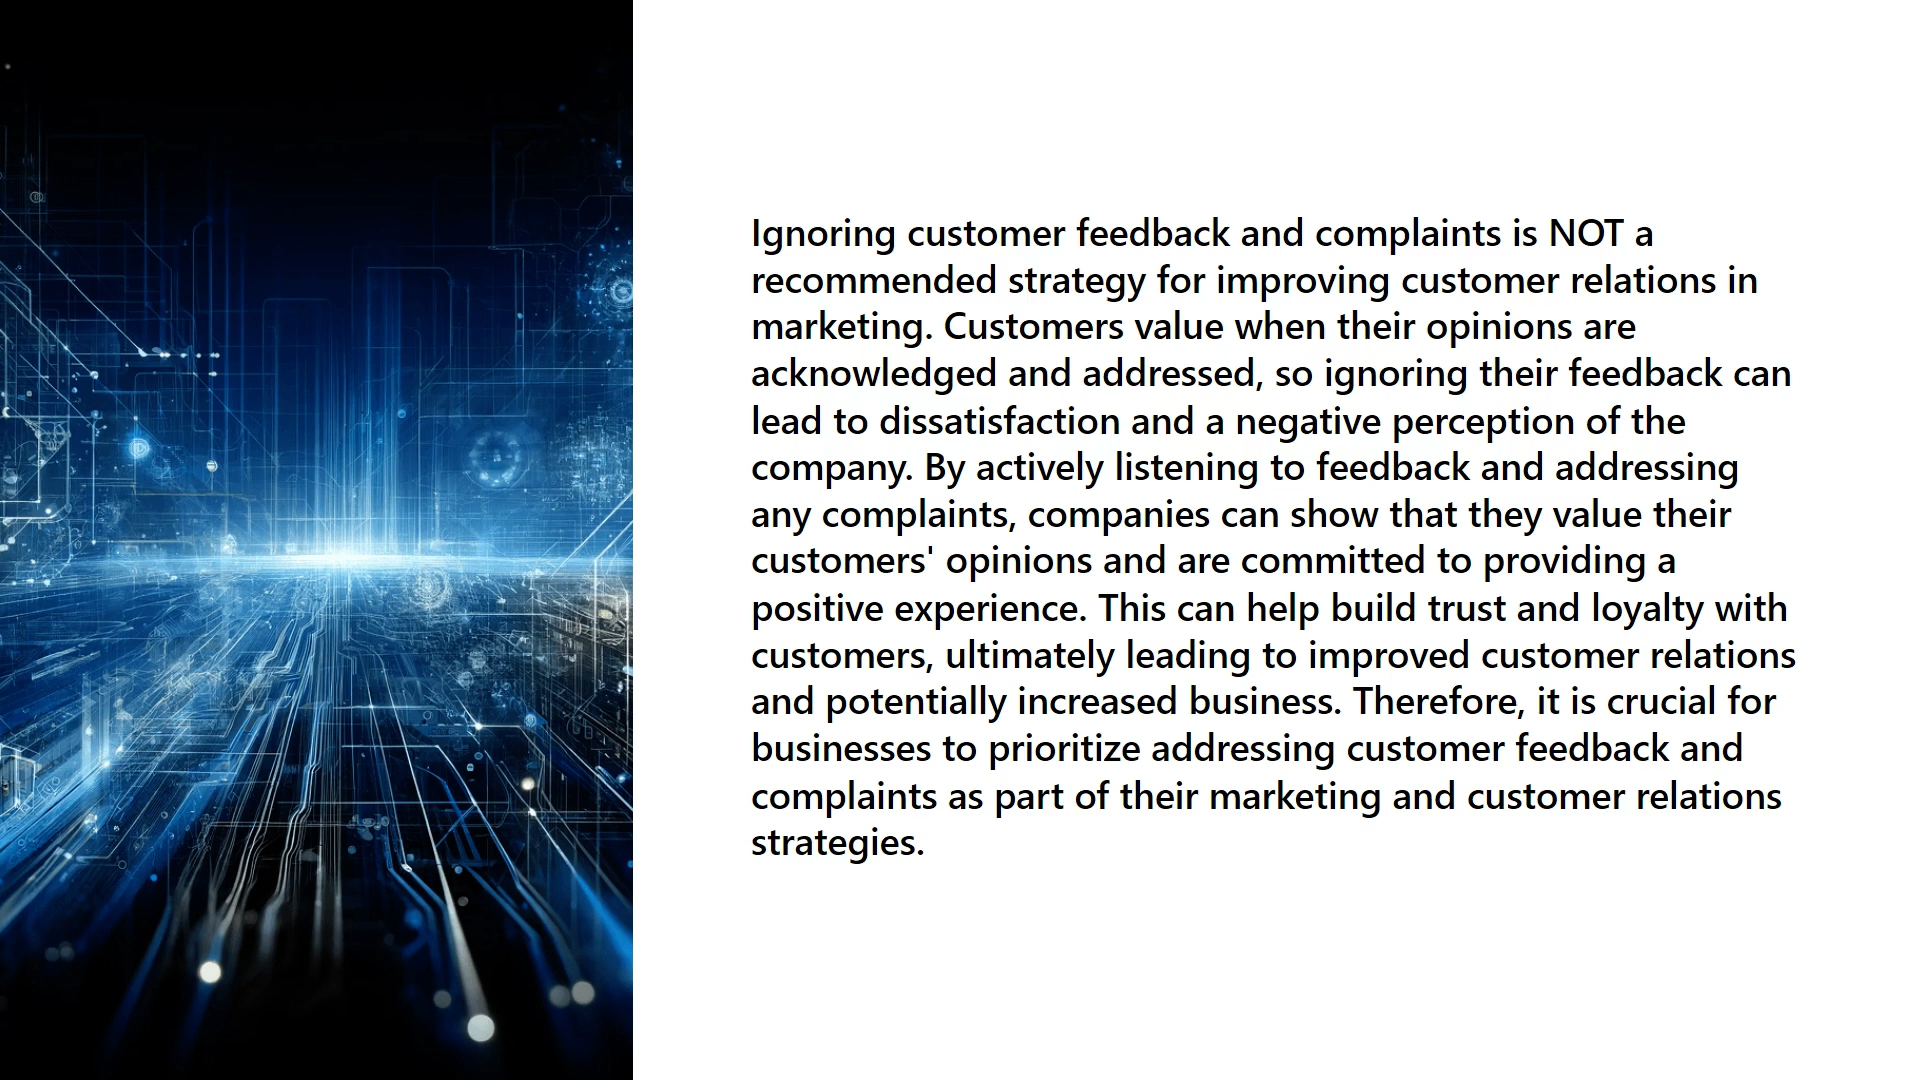 Ignoring customer feedback and complaints is NOT a
recommended strategy for improving customer relations in
marketing. Customers value when their opinions are
acknowledged and addressed, so ignoring their feedback can
lead to dissatisfaction and a negative perception of the
company. By actively listening to feedback and addressing
any complaints, companies can show that they value their
customers' opinions and are committed to providing a
positive experience. This can help build trust and loyalty with
customers, ultimately leading to improved customer relations
and potentially increased business. Therefore, it is crucial for
businesses to prioritize addressing customer feedback and
complaints as part of their marketing and customer relations
strategies.